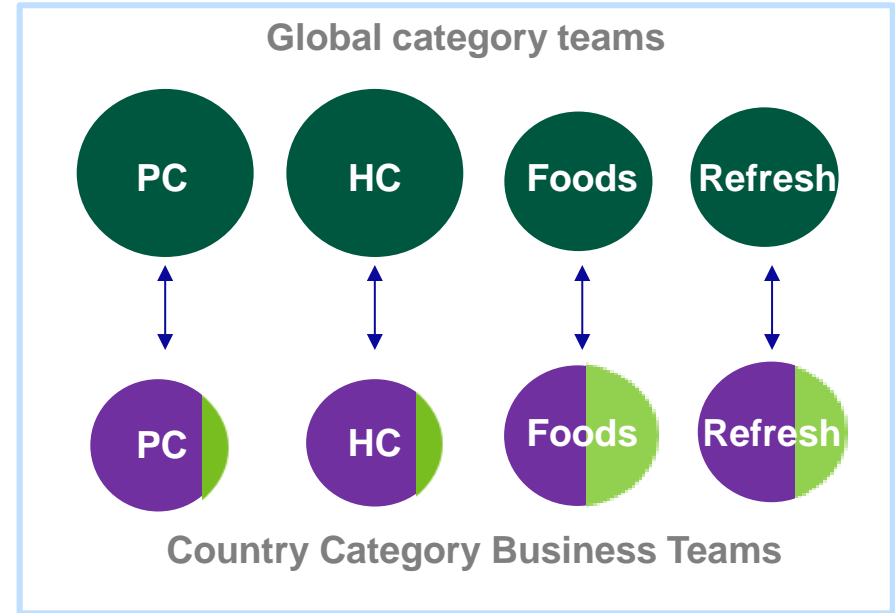 Global category teams
PC HC Foods Refresh
PC HC Foods Refresh
Country Category Business Teams